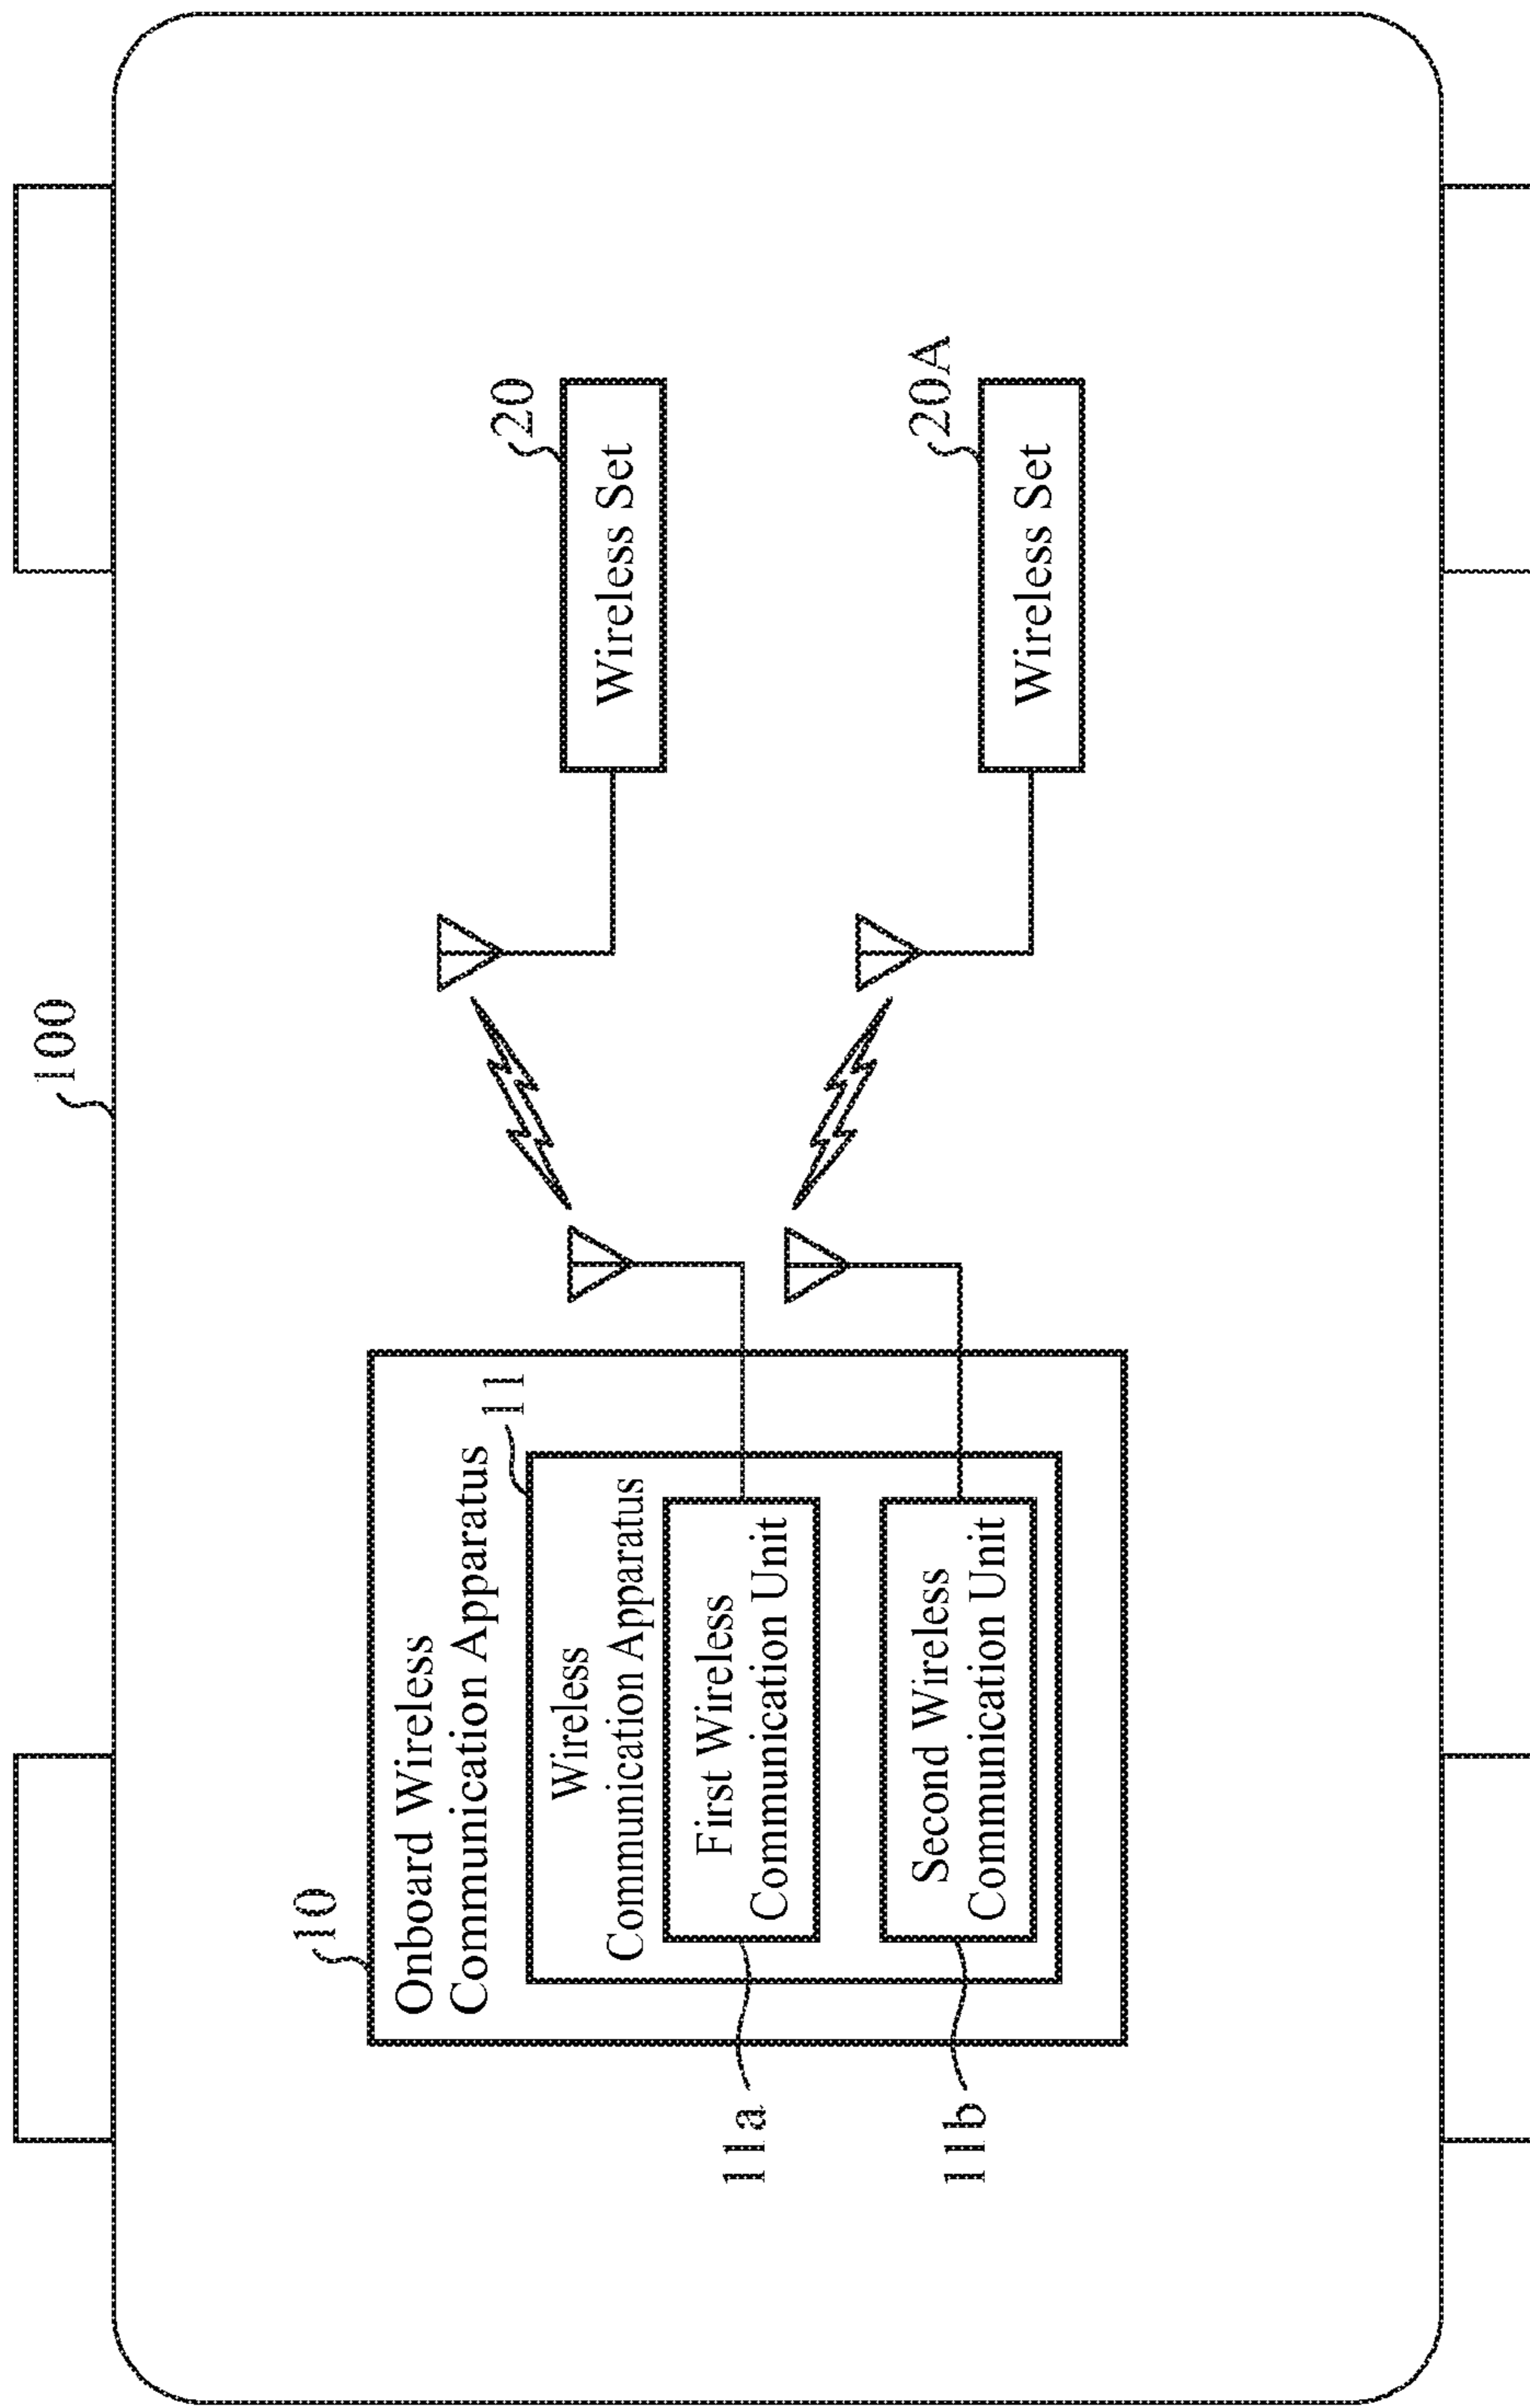 100
10
Onboard Wireless
Communication Apparatus
11
Wireless
Communication Apparatus
First Wireless
Communication Unit
11a
Second Wireless
Communication Unit
11b
20
Wireless Set
20A
Wireless Set